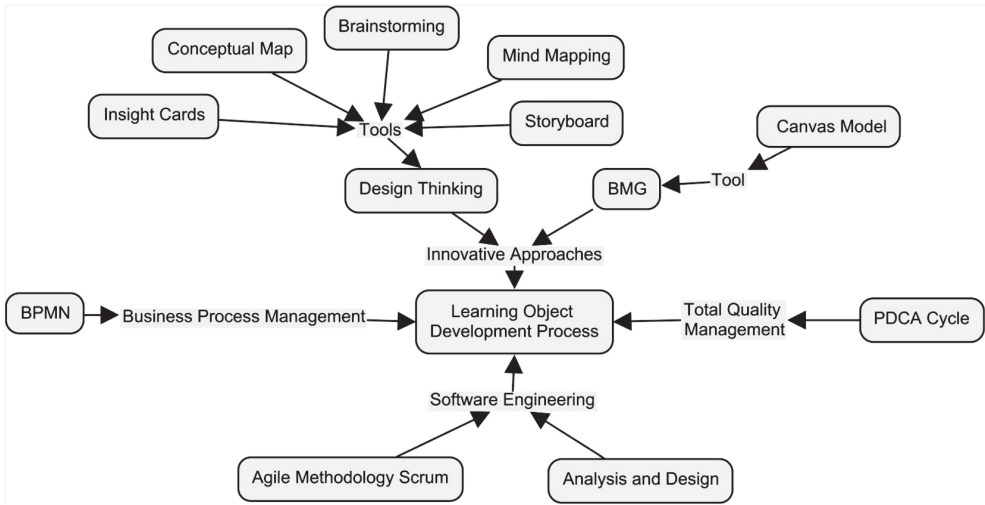 Brainstorming
Conceptual Map
Mind Mapping
Insight Cards
Storyboard
Canvas Model
Tools
Design Thinking
BMG
Tool
Innovative Approaches
BPMN
Business Process Management
Learning Object
Development Process
Total Quality
Management
PDCA Cycle
Software Engineering
Agile Methodology Scrum
Analysis and Design